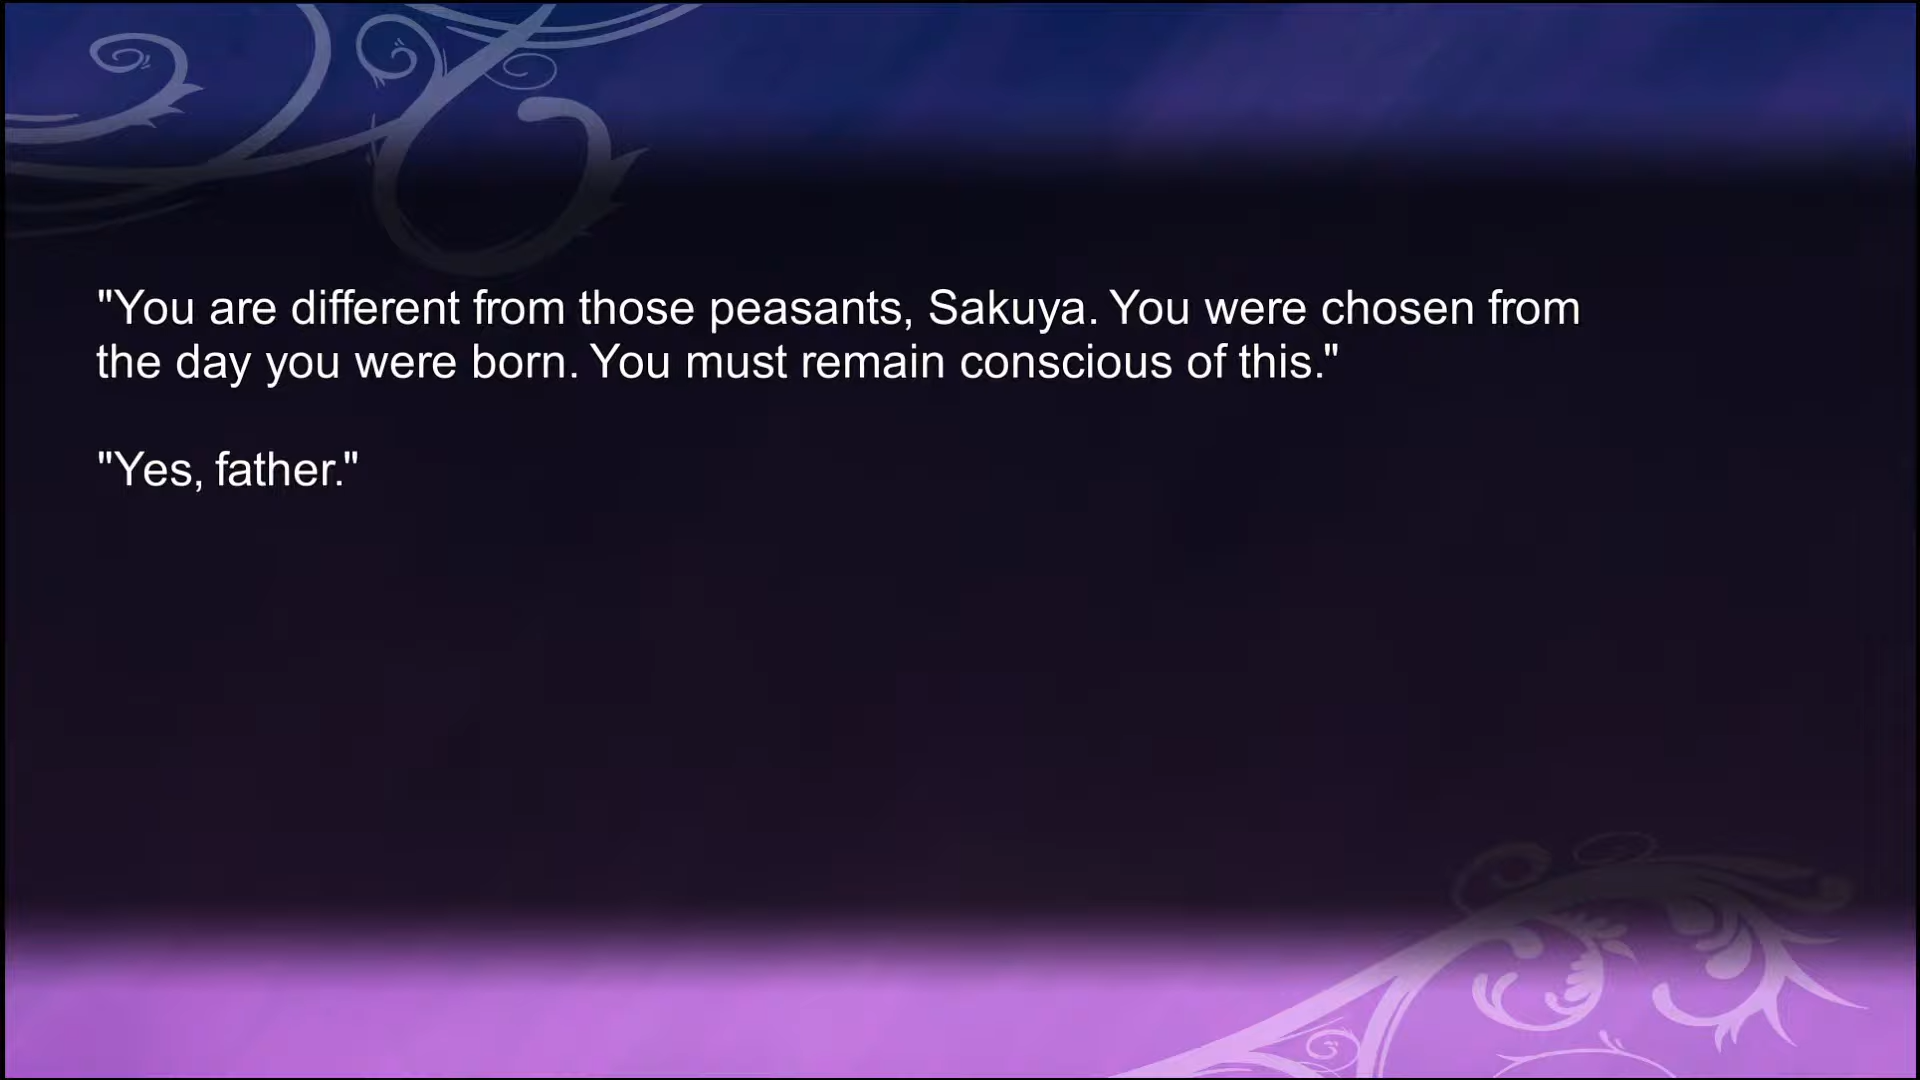 "You are different from those peasants, Sakuya. You were chosen from
the day you were born. You must remain conscious of this."
"Yes, father."